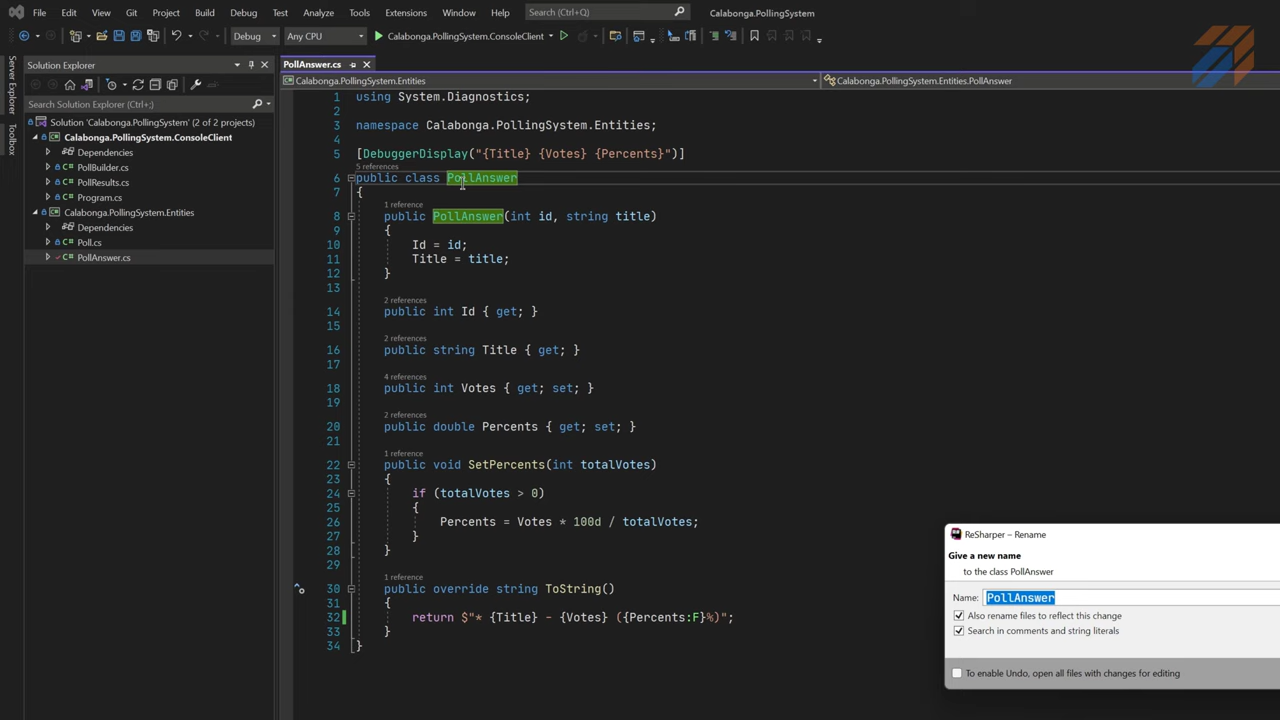 File Edit View Git Project Build Debug Test Analyze Tools Extensions Window Help Search (Ctrl+Q) Calabonga.PollingSystem
Debug Any CPU Calabonga.PollingSystem.ConsoleClient
Server Explorer
Toolbox
Solution Explorer
Search Solution Explorer (Ctrl+;)
Solution 'Calabonga.PollingSystem' (2 of 2 projects)
Calabonga.PollingSystem.ConsoleClient
Dependencies
C# PollBuilder.cs
C# PollResults.cs
C# Program.cs
Calabonga.PollingSystem.Entities
Dependencies
C# Poll.cs
C# PollAnswer.cs
PollAnswer.cs
Calabonga.PollingSystem.Entities Calabonga.PollingSystem.Entities.PollAnswer
1 using System.Diagnostics;
2
3 namespace Calabonga.PollingSystem.Entities;
4
5 [DebuggerDisplay("{Title} {Votes} {Percents}")]
5 references
6 public class PollAnswer
7 {
1 reference
8 public PollAnswer(int id, string title)
9 {
10 Id = id;
11 Title = title;
12 }
13
2 references
14 public int Id { get; }
15
2 references
16 public string Title { get; }
17
4 references
18 public int Votes { get; set; }
19
2 references
20 public double Percents { get; set; }
21
1 reference
22 public void SetPercents(int totalVotes)
23 {
24 if (totalVotes > 0)
25 {
26 Percents = Votes * 100d / totalVotes;
27 }
28 }
29
1 reference
30 public override string ToString()
31 {
32 return $"* {Title} - {Votes} ({Percents:F}%)";
33 }
34 }
ReSharper – Rename
Give a new name
to the class PollAnswer
Name: PollAnswer
Also rename files to reflect this change
Search in comments and string literals
To enable Undo, open all files with changes for editing